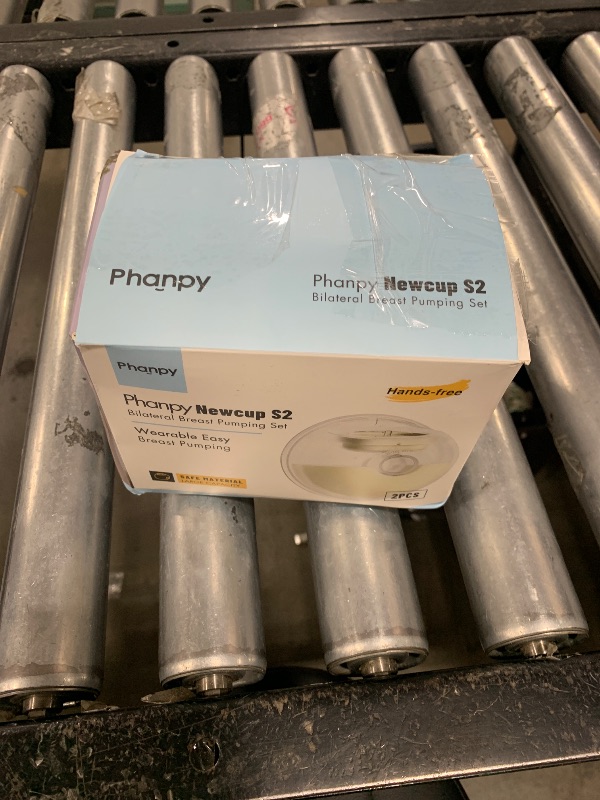 Phanpy
Phanpy Newcup S2
Bilateral Breast Pumping Set
Phanpy
Hands-free
Phanpy Newcup S2
Bilateral Breast Pumping Set
Wearable Easy
Breast Pumping
SAFE MATERIAL
2PCS